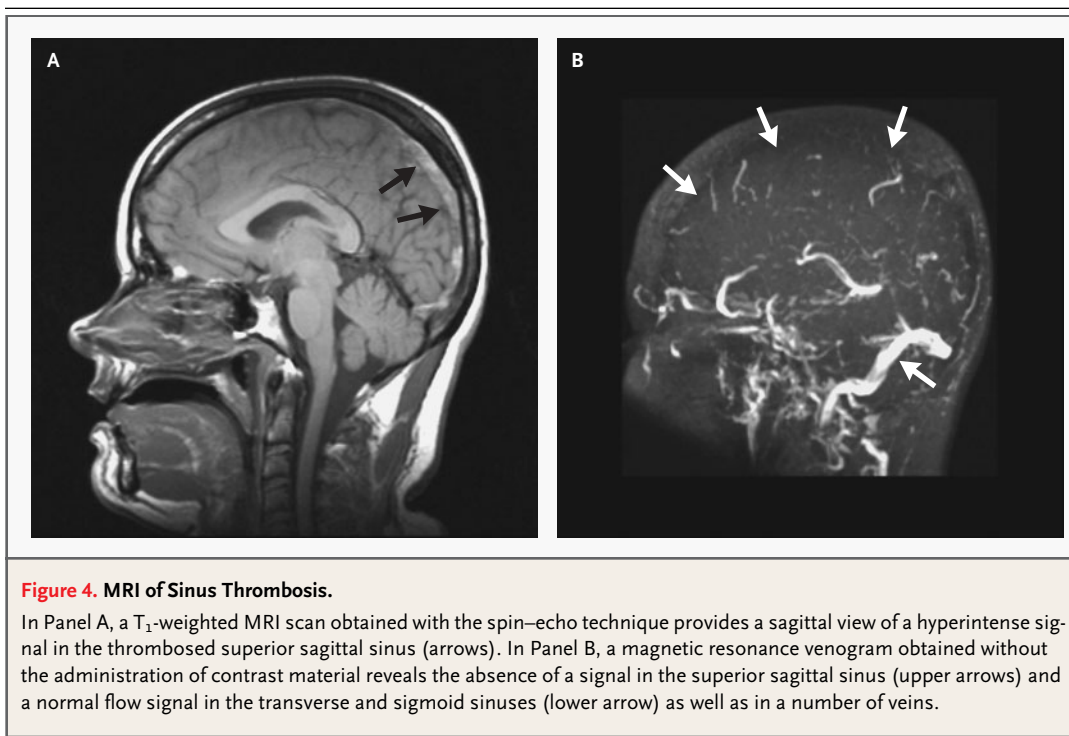 A
B
Figure 4. MRI of Sinus Thrombosis.
In Panel A, a T₁-weighted MRI scan obtained with the spin–echo technique provides a sagittal view of a hyperintense sig-
nal in the thrombosed superior sagittal sinus (arrows). In Panel B, a magnetic resonance venogram obtained without
the administration of contrast material reveals the absence of a signal in the superior sagittal sinus (upper arrows) and
a normal flow signal in the transverse and sigmoid sinuses (lower arrow) as well as in a number of veins.